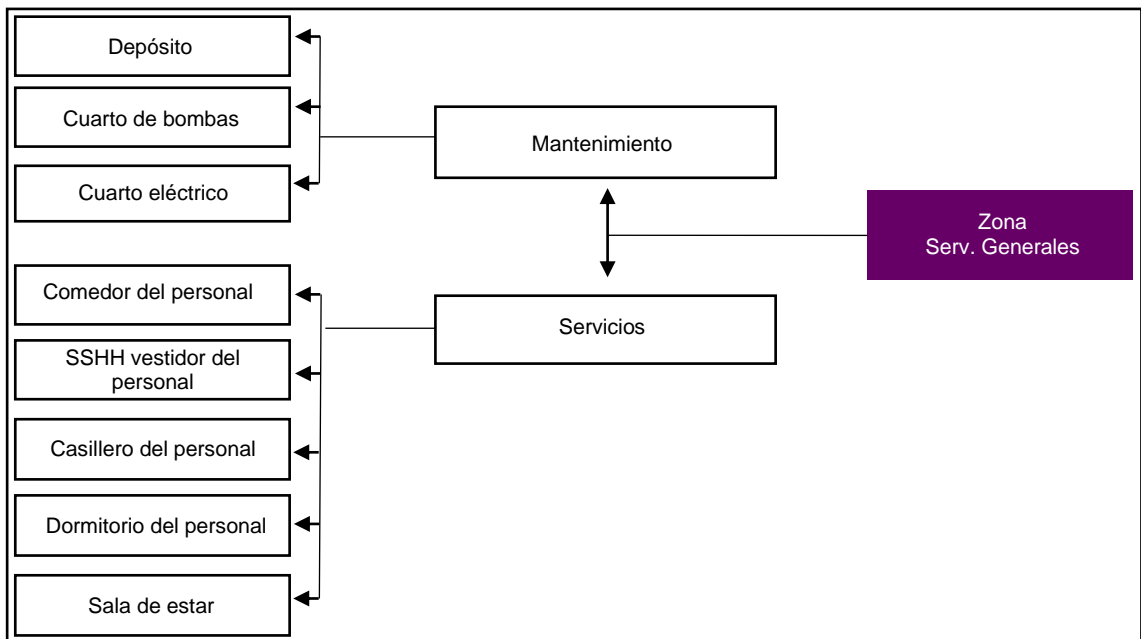 Depósito
Cuarto de bombas
Cuarto eléctrico
Mantenimiento
Zona
Serv. Generales
Comedor del personal
SSHH vestidor del
personal
Casillero del personal
Dormitorio del personal
Sala de estar
Servicios